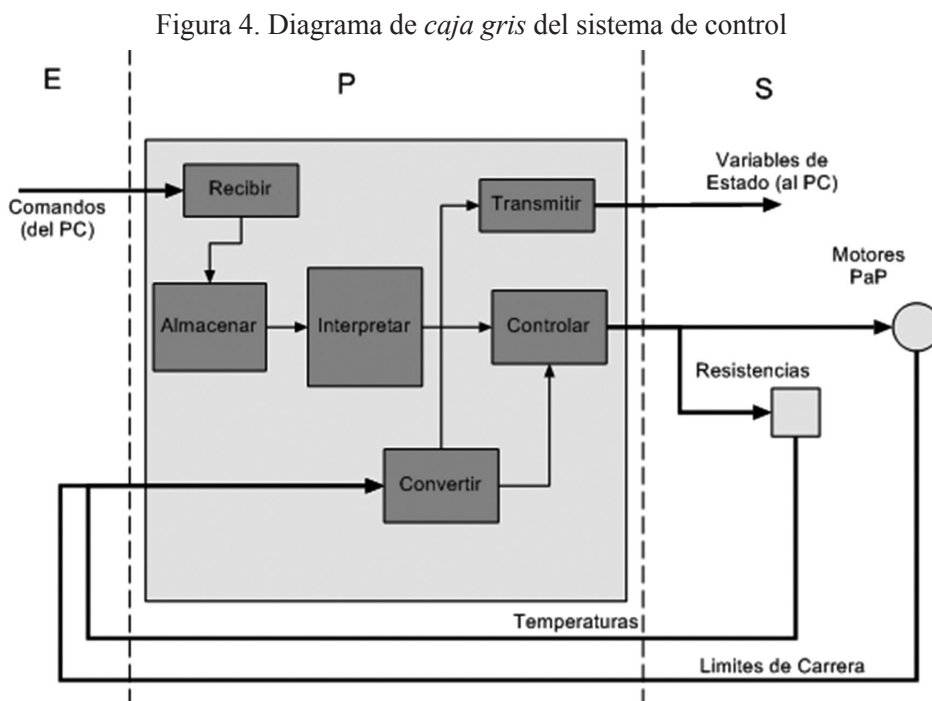 Figura 4. Diagrama de caja gris del sistema de control
E
P
S
Recibir
Comandos
(del PC)
Transmitir
Variables de
Estado (al PC)
Motores
PaP
Almacenar
Interpretar
Controlar
Resistencias
Convertir
Temperaturas
Limites de Carrera